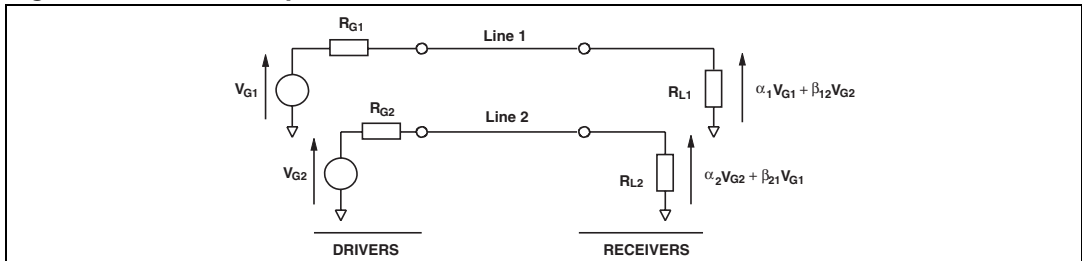 RG1
Line 1
VG1
RL1
α1VG1 + β12VG2
RG2
Line 2
VG2
RL2
α2VG2 + β21VG1
DRIVERS
RECEIVERS